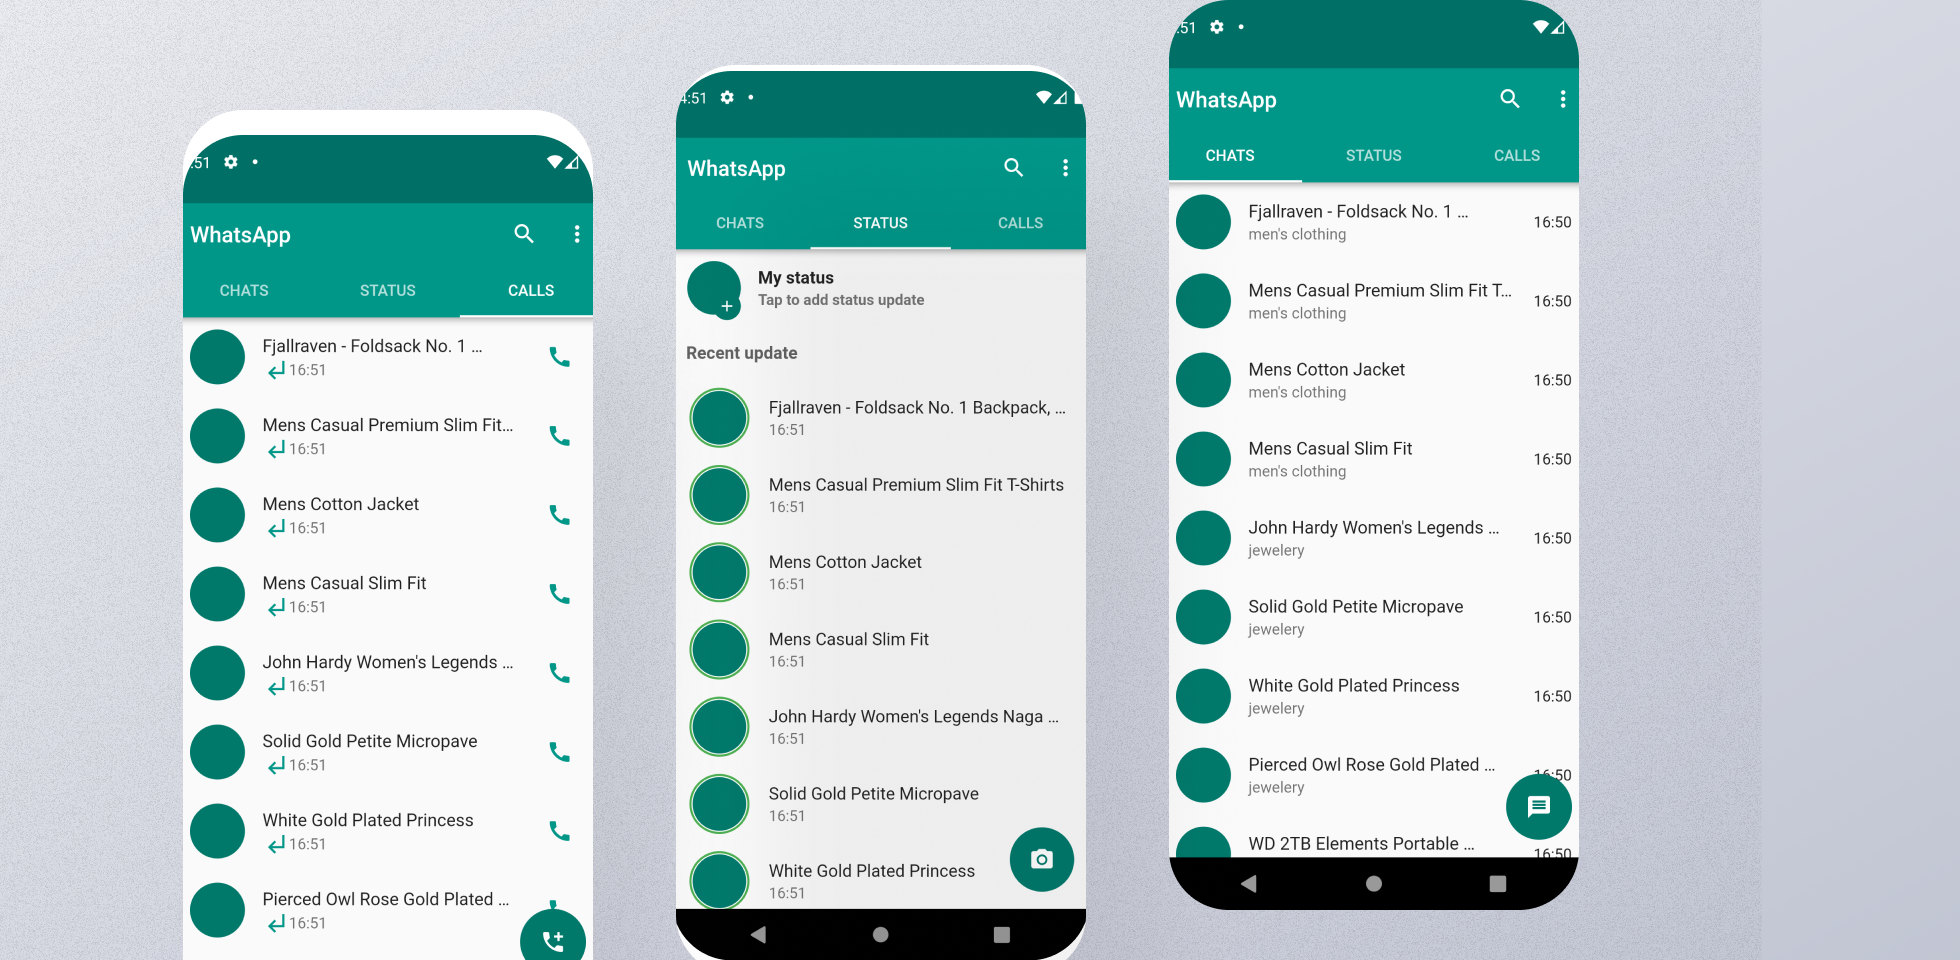 :51
WhatsApp
CHATS STATUS CALLS
Fjallraven - Foldsack No. 1 ...
16:51
Mens Casual Premium Slim Fit...
16:51
Mens Cotton Jacket
16:51
Mens Casual Slim Fit
16:51
John Hardy Women's Legends ...
16:51
Solid Gold Petite Micropave
16:51
White Gold Plated Princess
16:51
Pierced Owl Rose Gold Plated ...
16:51
4:51
WhatsApp
CHATS STATUS CALLS
My status
Tap to add status update
Recent update
Fjallraven - Foldsack No. 1 Backpack, ...
16:51
Mens Casual Premium Slim Fit T-Shirts
16:51
Mens Cotton Jacket
16:51
Mens Casual Slim Fit
16:51
John Hardy Women's Legends Naga ...
16:51
Solid Gold Petite Micropave
16:51
White Gold Plated Princess
16:51
:51
WhatsApp
CHATS STATUS CALLS
Fjallraven - Foldsack No. 1 ...
men's clothing
16:50
Mens Casual Premium Slim Fit T...
men's clothing
16:50
Mens Cotton Jacket
men's clothing
16:50
Mens Casual Slim Fit
men's clothing
16:50
John Hardy Women's Legends ...
jewelery
16:50
Solid Gold Petite Micropave
jewelery
16:50
White Gold Plated Princess
jewelery
16:50
Pierced Owl Rose Gold Plated ...
jewelery
16:50
WD 2TB Elements Portable ...
16:50